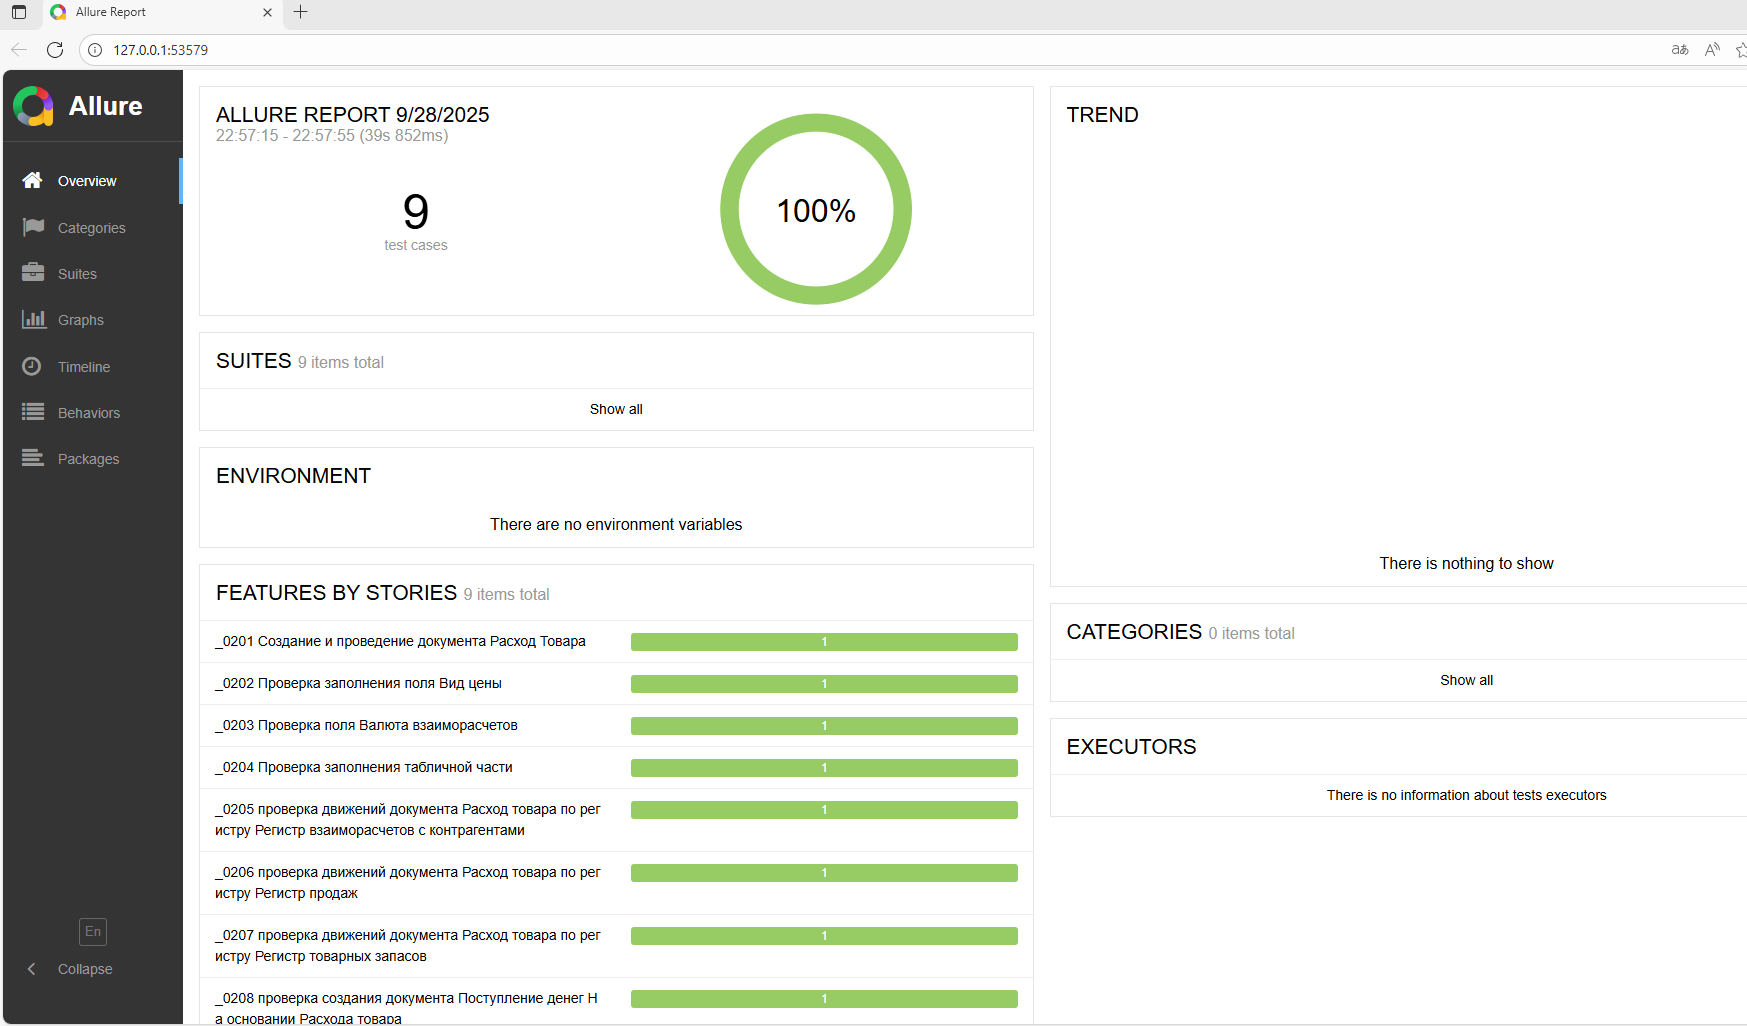 Allure Report
127.0.0.1:53579
Allure
Overview
Categories
Suites
Graphs
Timeline
Behaviors
Packages
En
Collapse
ALLURE REPORT 9/28/2025
22:57:15 - 22:57:55 (39s 852ms)
9
test cases
100%
SUITES 9 items total
Show all
ENVIRONMENT
There are no environment variables
FEATURES BY STORIES 9 items total
_0201 Создание и проведение документа Расход Товара 1
_0202 Проверка заполнения поля Вид цены 1
_0203 Проверка поля Валюта взаиморасчетов 1
_0204 Проверка заполнения табличной части 1
_0205 проверка движений документа Расход товара по рег 1
истру Регистр взаиморасчетов с контрагентами
_0206 проверка движений документа Расход товара по рег 1
истру Регистр продаж
_0207 проверка движений документа Расход товара по рег 1
истру Регистр товарных запасов
_0208 проверка создания документа Поступление денег Н 1
а основании Расхода товара
TREND
There is nothing to show
CATEGORIES 0 items total
Show all
EXECUTORS
There is no information about tests executors